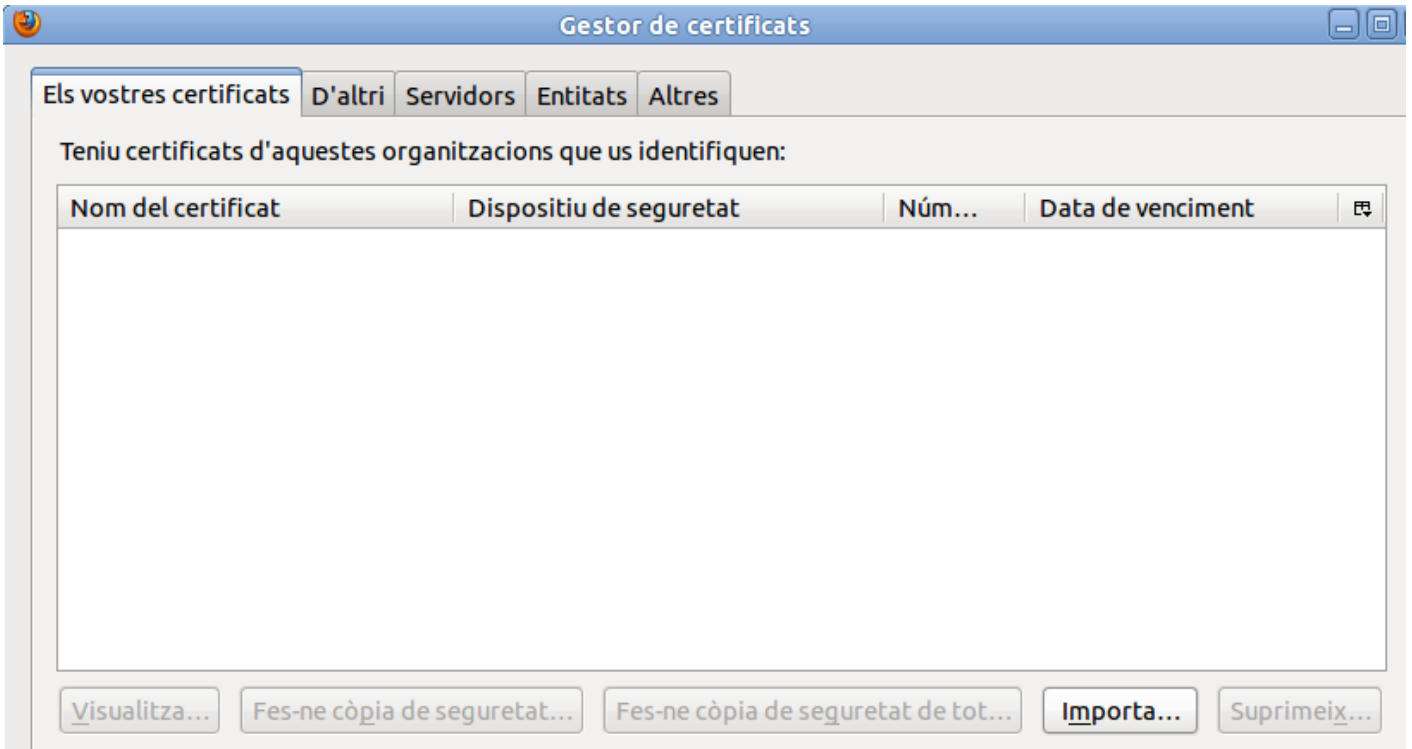 Gestor de certificats
Els vostres certificats D'altri Servidors Entitats Altres
Teniu certificats d'aquestes organitzacions que us identifiquen:
Nom del certificat Dispositiu de seguretat Núm... Data de venciment
Visualitza... Fes-ne còpia de seguretat... Fes-ne còpia de seguretat de tot... Importa... Suprimeix...